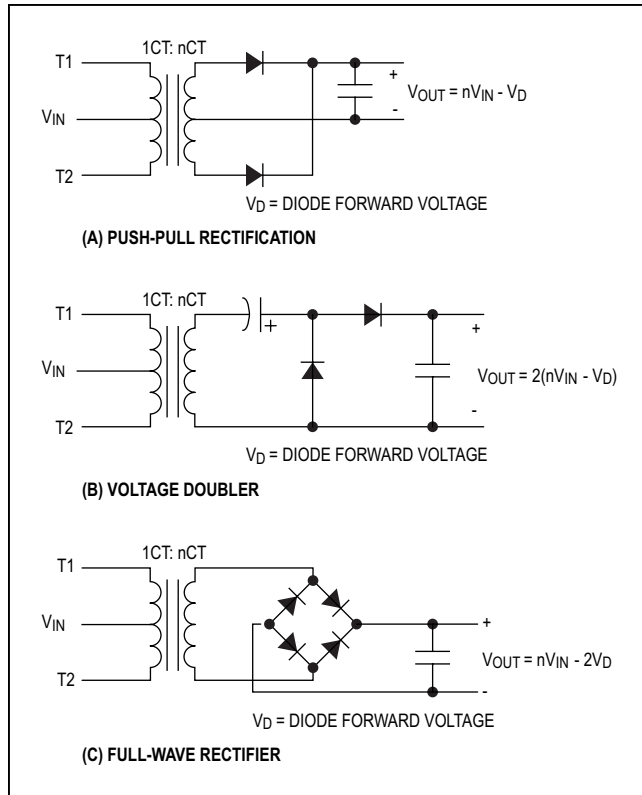 1CT: nCT
T1
VIN
T2
+
-
VOUT = nVIN - VD
VD = DIODE FORWARD VOLTAGE
(A) PUSH-PULL RECTIFICATION
1CT: nCT
T1
VIN
T2
+
+
-
VOUT = 2(nVIN - VD)
VD = DIODE FORWARD VOLTAGE
(B) VOLTAGE DOUBLER
1CT: nCT
T1
VIN
T2
+
-
VOUT = nVIN - 2VD
VD = DIODE FORWARD VOLTAGE
(C) FULL-WAVE RECTIFIER